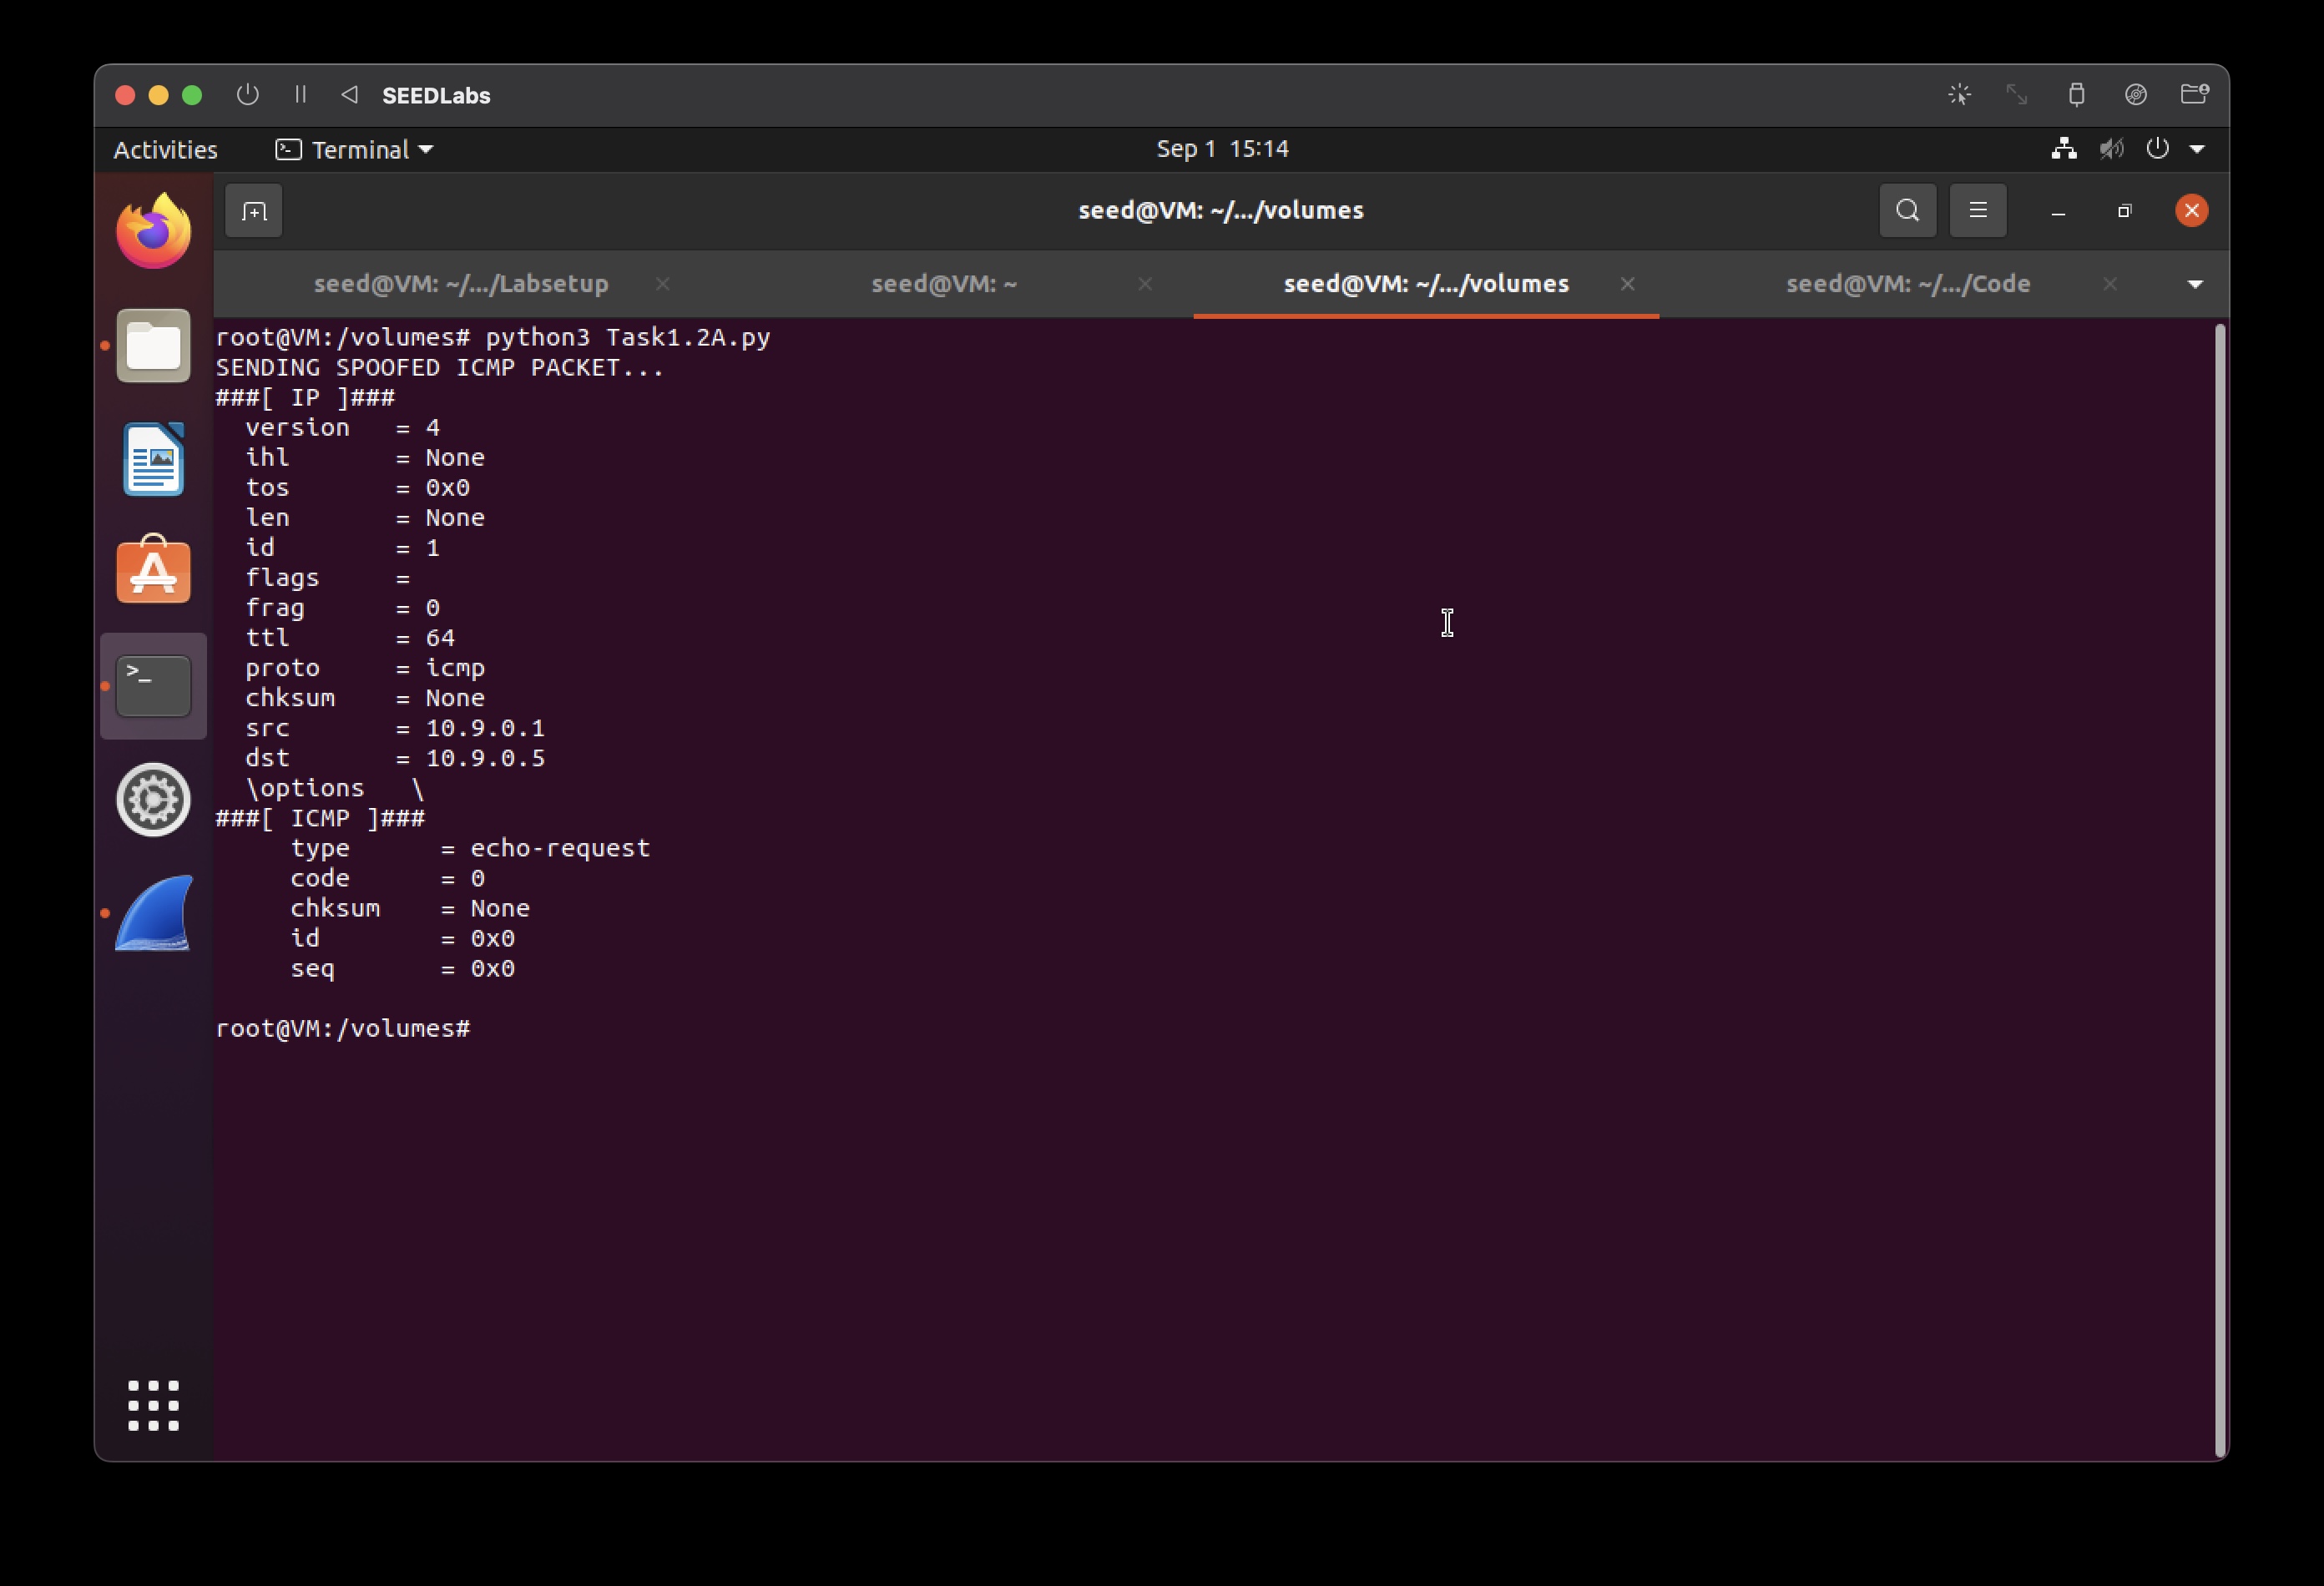 SEEDLabs
Activities Terminal Sep 1 15:14
seed@VM: ~/.../volumes
seed@VM: ~/.../Labsetup seed@VM: ~ seed@VM: ~/.../volumes seed@VM: ~/.../Code
root@VM:/volumes# python3 Task1.2A.py
SENDING SPOOFED ICMP PACKET...
###[ IP ]###
  version   = 4
  ihl       = None
  tos       = 0x0
  len       = None
  id        = 1
  flags     =
  frag      = 0
  ttl       = 64
  proto     = icmp
  chksum    = None
  src       = 10.9.0.1
  dst       = 10.9.0.5
  \options   \
###[ ICMP ]###
     type      = echo-request
     code      = 0
     chksum    = None
     id        = 0x0
     seq       = 0x0
root@VM:/volumes#